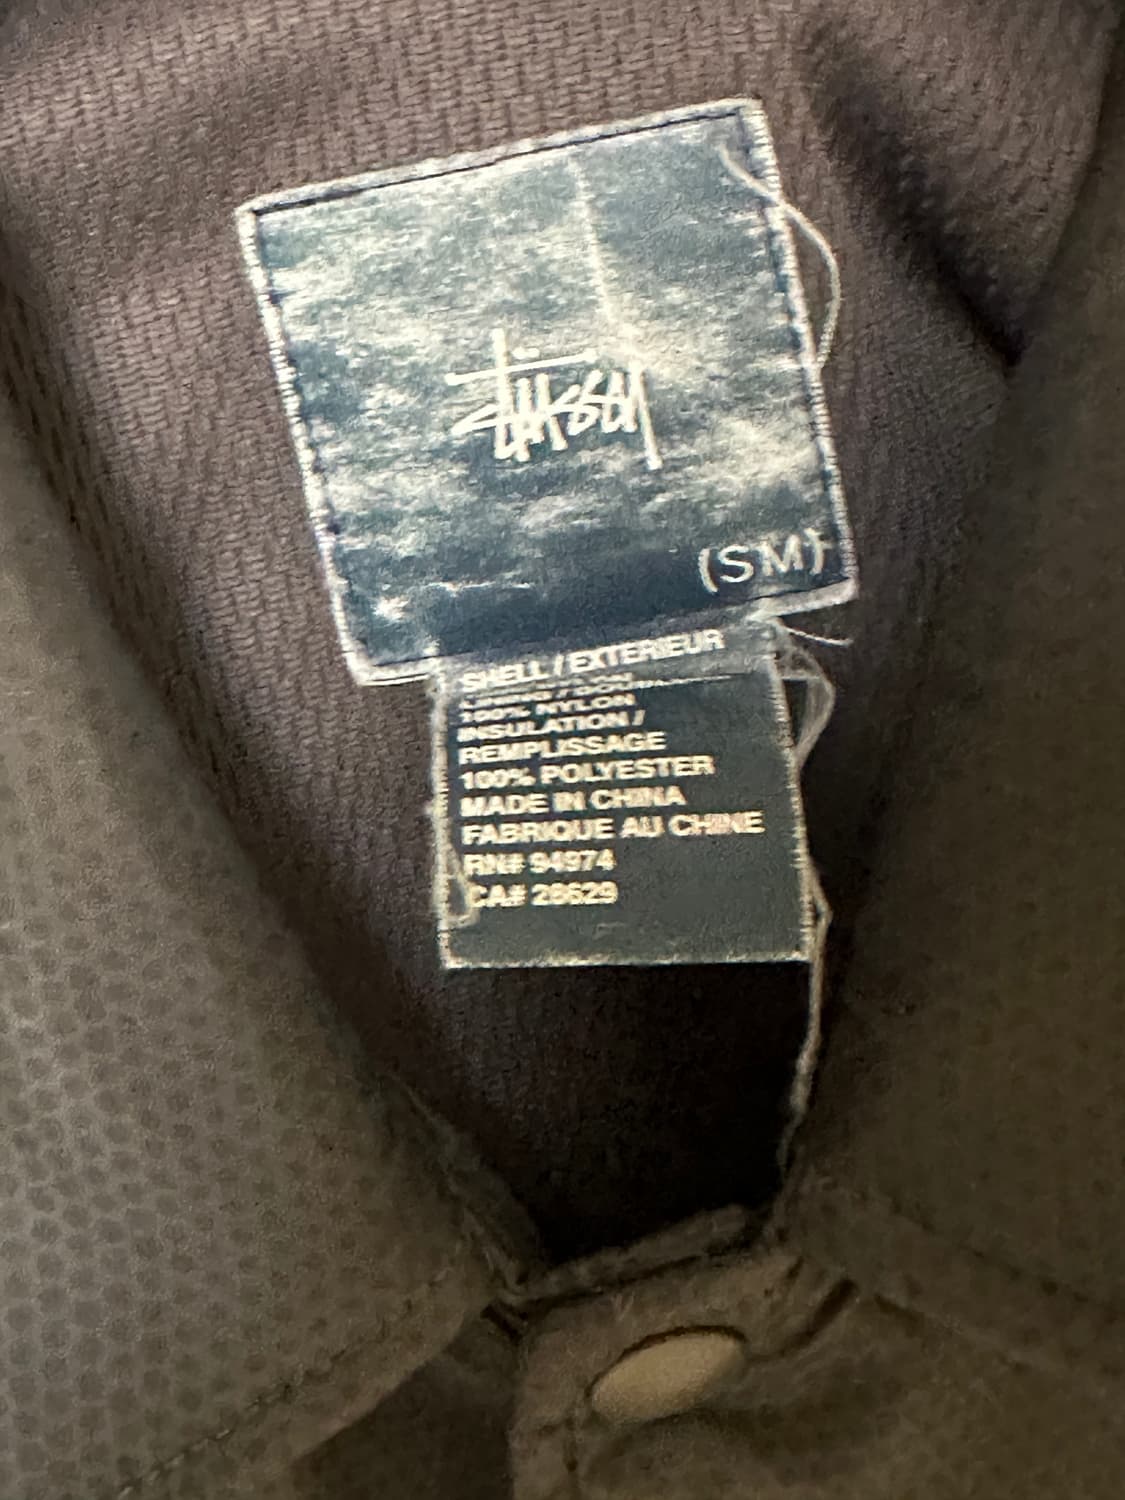 Stüssy
(SM)
SHELL / EXTERIEUR
100% NYLON
INSULATION /
REMPLISSAGE
100% POLYESTER
MADE IN CHINA
FABRIQUE AU CHINE
RN# 94974
CA# 28629